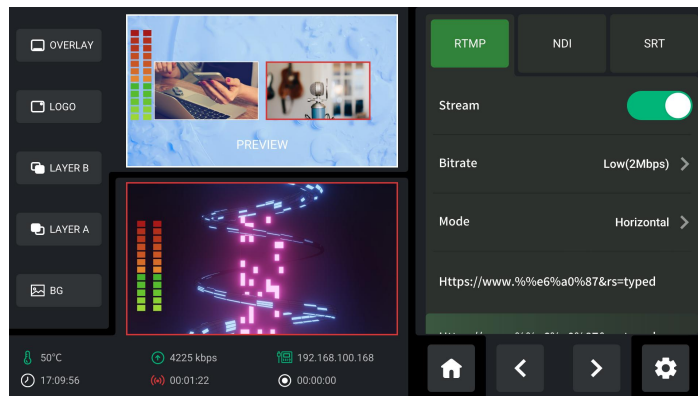 OVERLAY
LOGO
LAYER B
LAYER A
BG
PREVIEW
RTMP NDI SRT
Stream
Bitrate Low(2Mbps)
Mode Horizontal
Https://www.%%e6%a0%87&rs=typed
50°C 4225 kbps 192.168.100.168
17:09:56 00:01:22 00:00:00